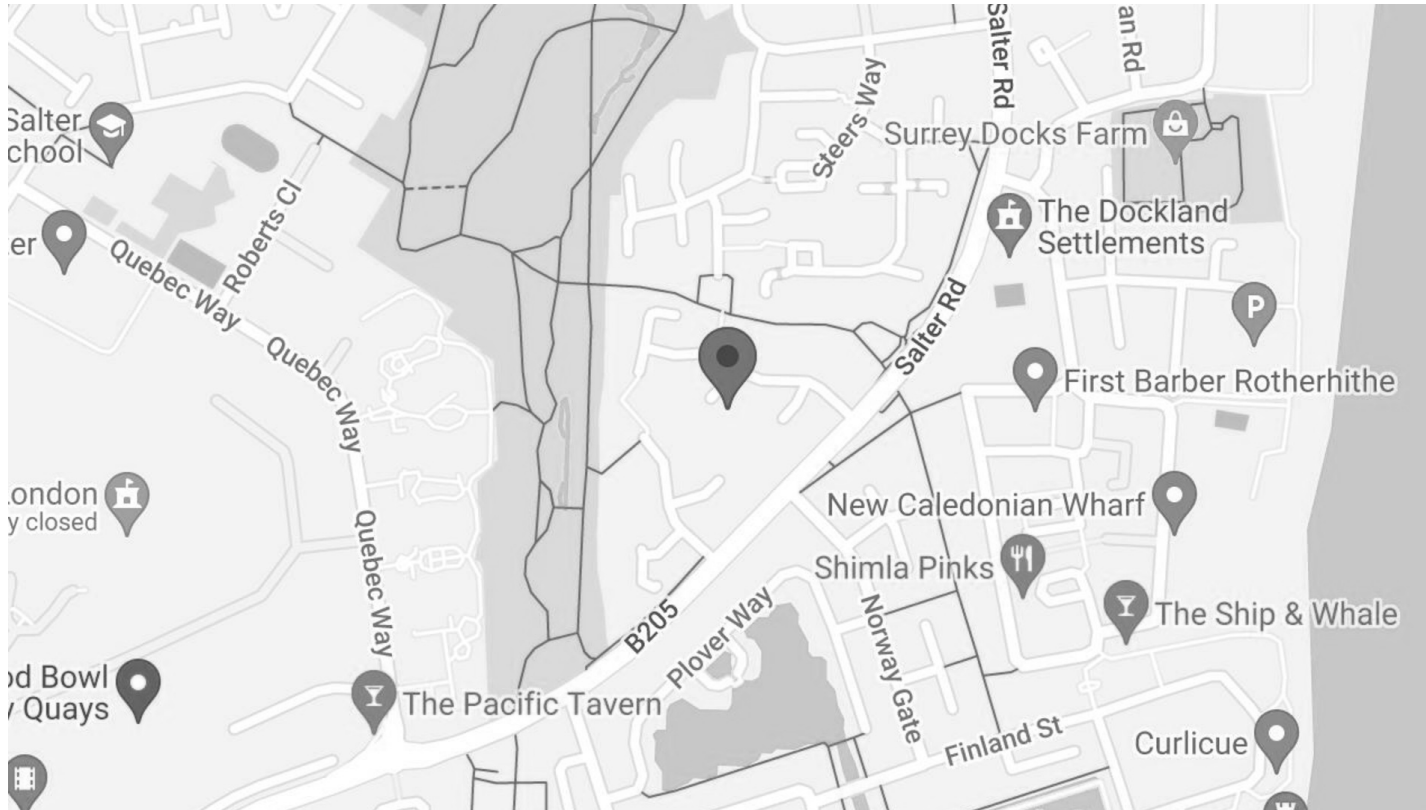 Salter Rd
an Rd
Steers Way
Salter
chool
Surrey Docks Farm
The Dockland
Settlements
er
Roberts Cl
Quebec Way
Quebec Way
Salter Rd
P
First Barber Rotherhithe
London
y closed
New Caledonian Wharf
Quebec Way
Shimla Pinks
The Ship & Whale
B205
Plover Way
Norway Gate
od Bowl
y Quays
The Pacific Tavern
Finland St
Curlicue